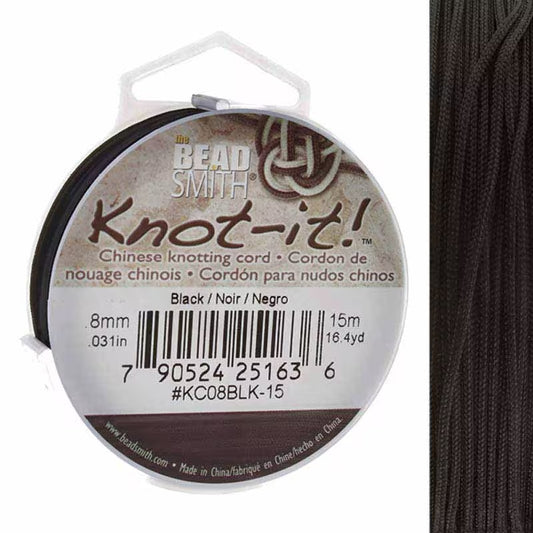 the
BEAD
SMITH®
Knot-it!™
Chinese knotting cord • Cordon de
nouage chinois • Cordón para nudos chinos
Black / Noir / Negro
.8mm 15m
.031in 16.4yd
7 90524 25163 6
#KC08BLK-15
www.beadsmith.com • Made in China/fabriqué en Chine/hecho en China